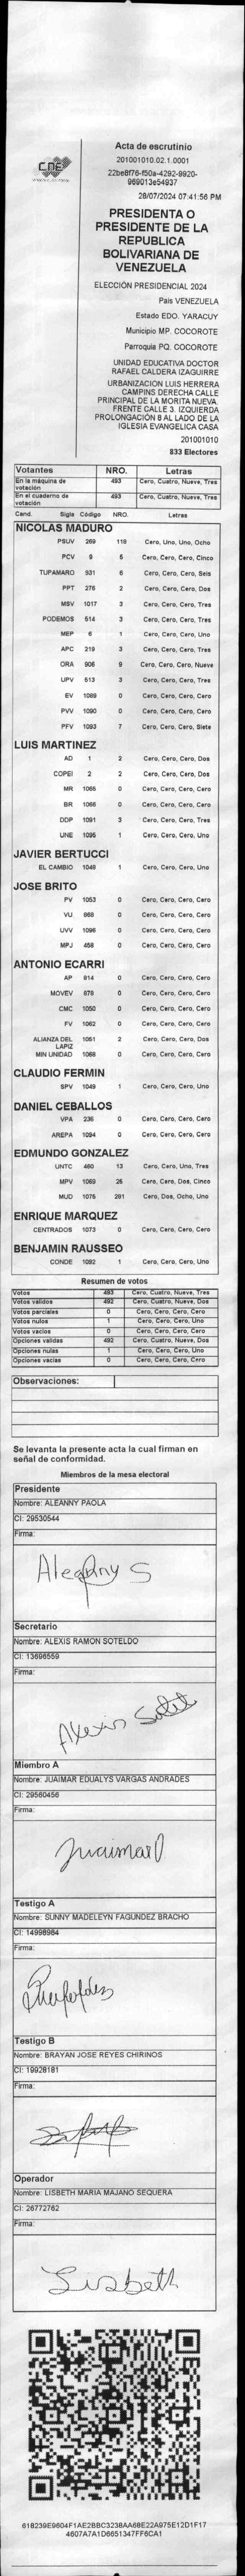 CNE
Acta de escrutinio
201001010.02.1.0001
22be8f76-f50a-4292-9920-
969013e54937
28/07/2024 07:41:56 PM
PRESIDENTA O
PRESIDENTE DE LA
REPUBLICA
BOLIVARIANA DE
VENEZUELA
ELECCIÓN PRESIDENCIAL 2024
Pais VENEZUELA
Estado EDO. YARACUY
Municipio MP. COCOROTE
Parroquia PQ. COCOROTE
UNIDAD EDUCATIVA DOCTOR
RAFAEL CALDERA IZAGUIRRE
URBANIZACION LUIS HERRERA
CAMPINS DERECHA CALLE
PRINCIPAL DE LA MORITA NUEVA.
FRENTE CALLE 3. IZQUIERDA
PROLONGACIÓN 8 AL LADO DE LA
IGLESIA EVANGELICA CASA
201001010
833 Electores
Votantes NRO. Letras
En la máquina de votación 493 Cero, Cuatro, Nueve, Tres
En el cuaderno de votación 493 Cero, Cuatro, Nueve, Tres
Cand. Sigla Código NRO. Letras
NICOLAS MADURO
PSUV 269 118 Cero, Uno, Uno, Ocho
PCV 9 5 Cero, Cero, Cero, Cinco
TUPAMARO 931 6 Cero, Cero, Cero, Seis
PPT 276 2 Cero, Cero, Cero, Dos
MSV 1017 3 Cero, Cero, Cero, Tres
PODEMOS 514 3 Cero, Cero, Cero, Tres
MEP 6 1 Cero, Cero, Cero, Uno
APC 219 3 Cero, Cero, Cero, Tres
ORA 906 9 Cero, Cero, Cero, Nueve
UPV 513 3 Cero, Cero, Cero, Tres
EV 1089 0 Cero, Cero, Cero, Cero
PVV 1090 0 Cero, Cero, Cero, Cero
PFV 1093 7 Cero, Cero, Cero, Siete
LUIS MARTINEZ
AD 1 2 Cero, Cero, Cero, Dos
COPEI 2 2 Cero, Cero, Cero, Dos
MR 1065 0 Cero, Cero, Cero, Cero
BR 1066 0 Cero, Cero, Cero, Cero
DDP 1091 3 Cero, Cero, Cero, Tres
UNE 1095 1 Cero, Cero, Cero, Uno
JAVIER BERTUCCI
EL CAMBIO 1048 1 Cero, Cero, Cero, Uno
JOSE BRITO
PV 1053 0 Cero, Cero, Cero, Cero
VU 868 0 Cero, Cero, Cero, Cero
UVV 1096 0 Cero, Cero, Cero, Cero
MPJ 458 0 Cero, Cero, Cero, Cero
ANTONIO ECARRI
AP 814 0 Cero, Cero, Cero, Cero
MOVEV 879 0 Cero, Cero, Cero, Cero
CMC 1050 0 Cero, Cero, Cero, Cero
FV 1062 0 Cero, Cero, Cero, Cero
ALIANZA DEL LAPIZ 1051 2 Cero, Cero, Cero, Dos
MIN UNIDAD 1068 0 Cero, Cero, Cero, Cero
CLAUDIO FERMIN
SPV 1049 1 Cero, Cero, Cero, Uno
DANIEL CEBALLOS
VPA 236 0 Cero, Cero, Cero, Cero
AREPA 1094 0 Cero, Cero, Cero, Cero
EDMUNDO GONZALEZ
UNTC 460 13 Cero, Cero, Uno, Tres
MPV 1069 25 Cero, Cero, Dos, Cinco
MUD 1075 281 Cero, Dos, Ocho, Uno
ENRIQUE MARQUEZ
CENTRADOS 1073 0 Cero, Cero, Cero, Cero
BENJAMIN RAUSSEO
CONDE 1092 1 Cero, Cero, Cero, Uno
Resumen de votos
Votos 493 Cero, Cuatro, Nueve, Tres
Votos validos 492 Cero, Cuatro, Nueve, Dos
Votos parciales 0 Cero, Cero, Cero, Cero
Votos nulos 1 Cero, Cero, Cero, Uno
Votos vacios 0 Cero, Cero, Cero, Cero
Opciones validas 492 Cero, Cuatro, Nueve, Dos
Opciones nulas 1 Cero, Cero, Cero, Uno
Opciones vacias 0 Cero, Cero, Cero, Cero
Observaciones:
Se levanta la presente acta la cual firman en
señal de conformidad.
Miembros de la mesa electoral
Presidente
Nombre: ALEANNY PAOLA
CI: 29530544
Firma:
Aleanny S
Secretario
Nombre: ALEXIS RAMON SOTELDO
CI: 13696559
Firma:
Alexis Sotel
Miembro A
Nombre: JUAIMAR EDUALYS VARGAS ANDRADES
CI: 29560456
Firma:
Juaimar
Testigo A
Nombre: SUNNY MADELEYN FAGUNDEZ BRACHO
CI: 14998984
Firma:
Testigo B
Nombre: BRAYAN JOSE REYES CHIRINOS
CI: 19928181
Firma:
Operador
Nombre: LISBETH MARIA MAJANO SEQUERA
CI: 26772762
Firma:
Lisbeth
618239E9604F1AE2BBC3238AA68E22A975E12D1F17
4607A7A1D6651347FF6CA1